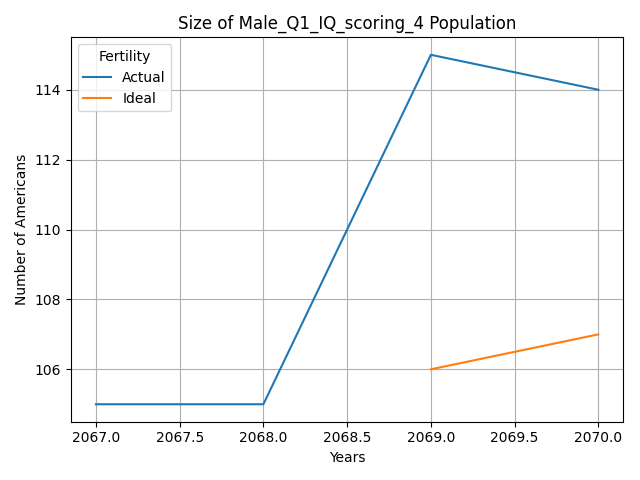 Size of Male_Q1_IQ_scoring_4 Population
Fertility
Actual
Ideal
Number of Americans
114
112
110
108
106
2067.0 2067.5 2068.0 2068.5 2069.0 2069.5 2070.0
Years